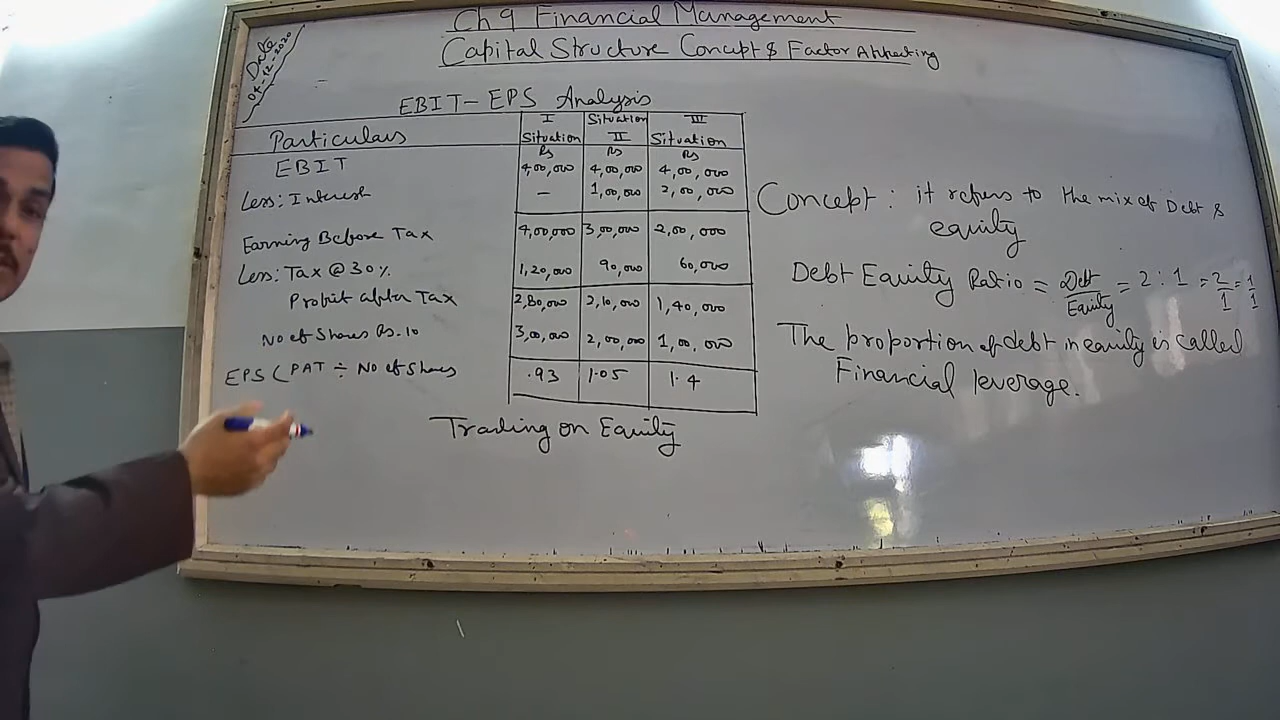 Ch 9 Financial Management
Capital Structure Concept & Factor Affecting
Date
04-12-2020
EBIT - EPS Analysis
Particulars I Situation Situation II III Situation
Rs Rs Rs
EBIT 4,00,000 4,00,000 4,00,000
Less: Interest — 1,00,000 2,00,000
Earning Before Tax 4,00,000 3,00,000 2,00,000
Less: Tax @ 30% 1,20,000 90,000 60,000
Profit after Tax 2,80,000 2,10,000 1,40,000
No of Shares Rs.10 3,00,000 2,00,000 1,00,000
EPS (PAT ÷ No of Shares .93 1.05 1.4
Trading on Equity
Concept: it refers to the mix of Debt &
equity
Debt Equity Ratio = Debt/Equity = 2:1 = 2/1 = 1/1
The proportion of debt in equity is called
Financial leverage.